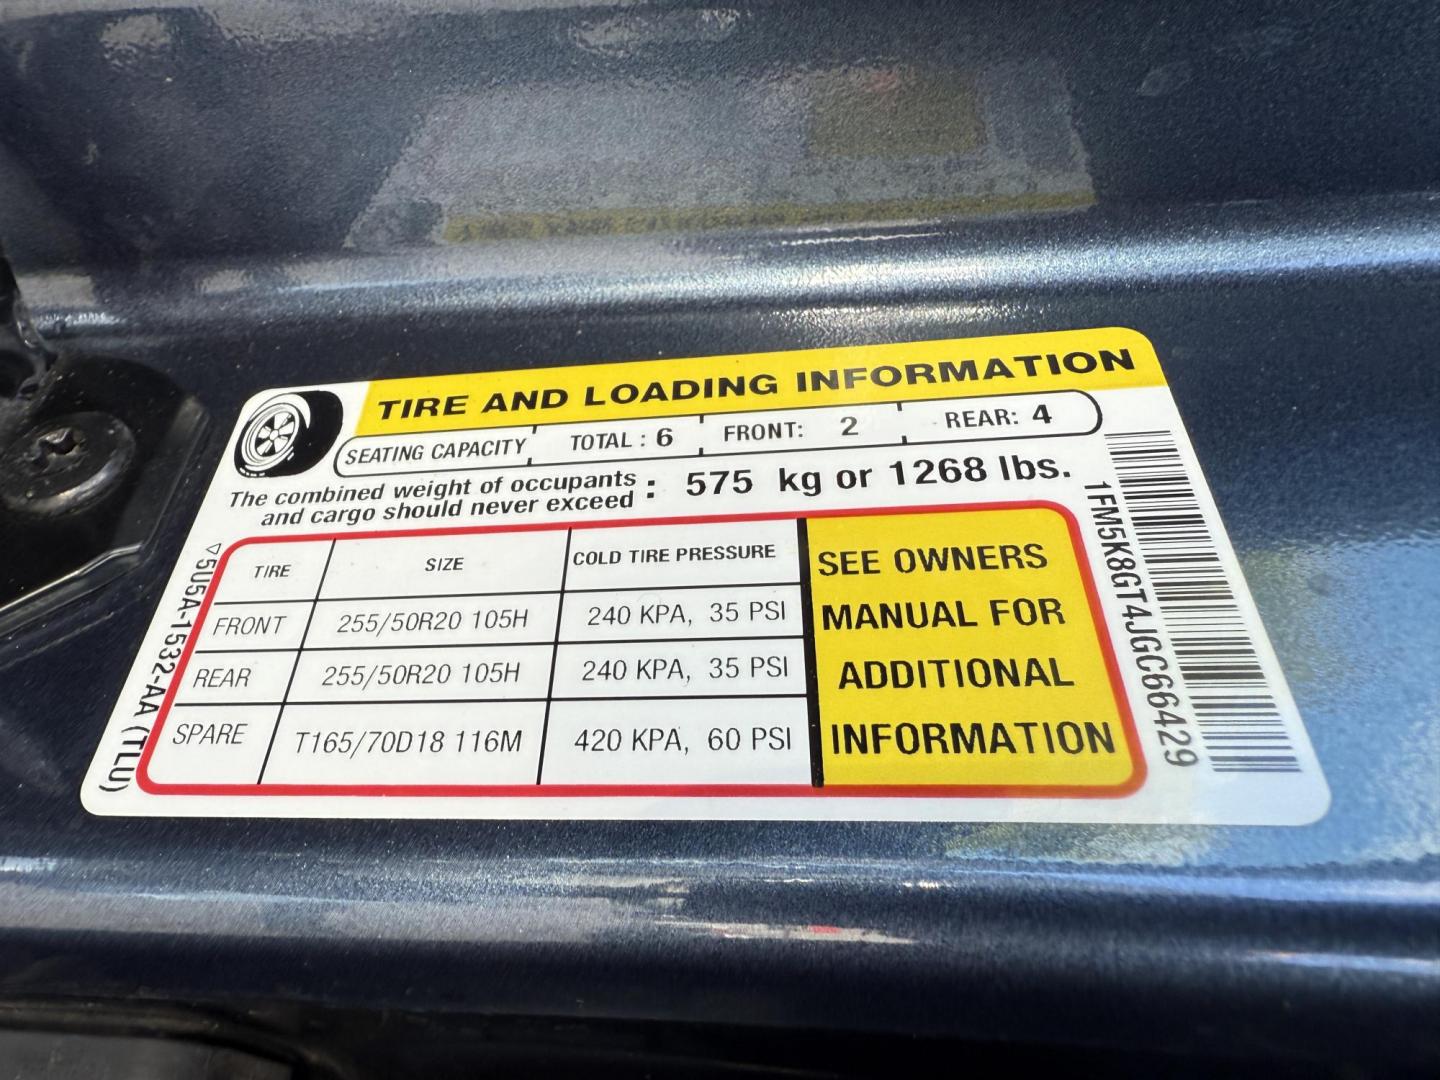 TIRE AND LOADING INFORMATION
SEATING CAPACITY TOTAL : 6 FRONT: 2 REAR: 4
The combined weight of occupants
and cargo should never exceed : 575 kg or 1268 lbs.
TIRE SIZE COLD TIRE PRESSURE
FRONT 255/50R20 105H 240 KPA, 35 PSI
REAR 255/50R20 105H 240 KPA, 35 PSI
SPARE T165/70D18 116M 420 KPA, 60 PSI
SEE OWNERS
MANUAL FOR
ADDITIONAL
INFORMATION
5U5A-1532-AA (TLU)
1FM5K8GT4JGC66429